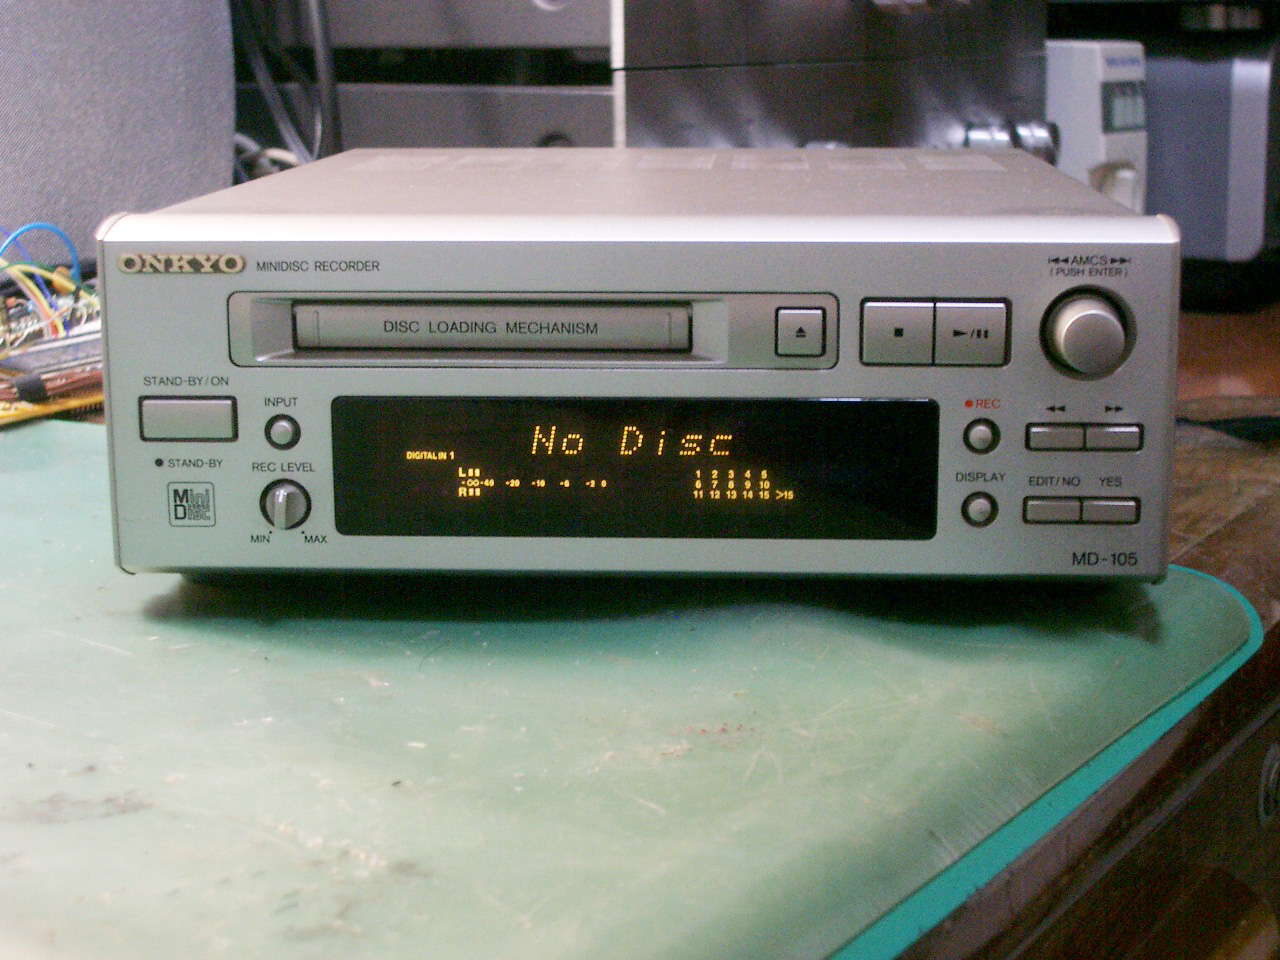 ONKYO MINIDISC RECORDER
⏮ AMCS ⏭
(PUSH ENTER)
DISC LOADING MECHANISM
STAND-BY/ON
INPUT
REC
No Disc
DIGITAL IN 1
STAND-BY
REC LEVEL
L
-∞ -40 -20 -10 -6 -2 0
R
1 2 3 4 5
6 7 8 9 10
11 12 13 14 15 >15
DISPLAY
EDIT/NO YES
Mini
Disc
MIN MAX
MD-105